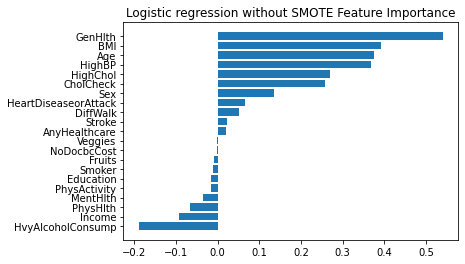 Logistic regression without SMOTE Feature Importance
GenHlth
BMI
Age
HighBP
HighChol
CholCheck
Sex
HeartDiseaseorAttack
DiffWalk
Stroke
AnyHealthcare
Veggies
NoDocbcCost
Fruits
Smoker
Education
PhysActivity
MentHlth
PhysHlth
Income
HvyAlcoholConsump
−0.2 −0.1 0.0 0.1 0.2 0.3 0.4 0.5